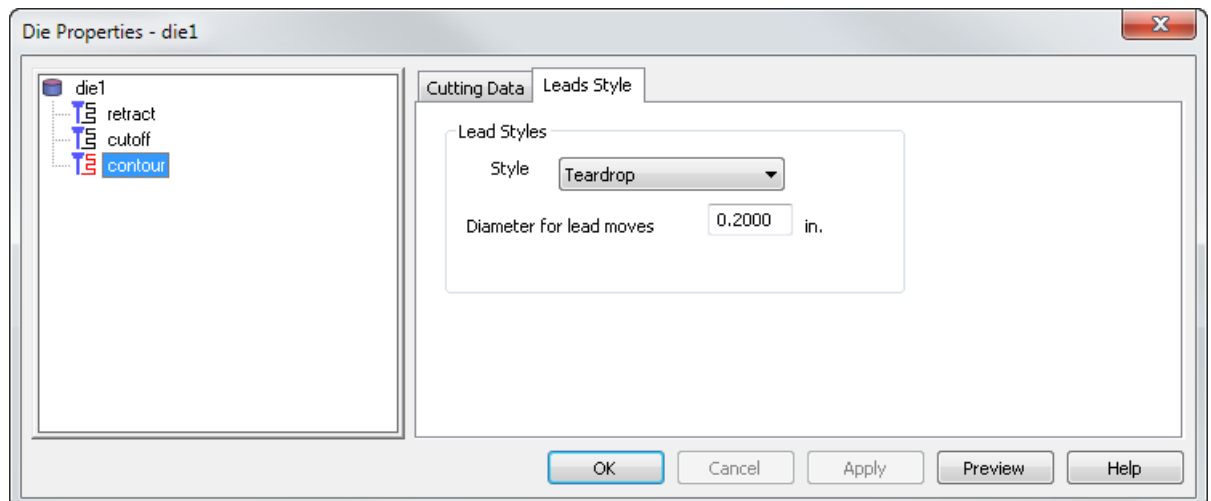 Die Properties - die1
die1
retract
cutoff
contour
Cutting Data
Leads Style
Lead Styles
Style
Teardrop
Diameter for lead moves 0.2000 in.
OK
Cancel
Apply
Preview
Help